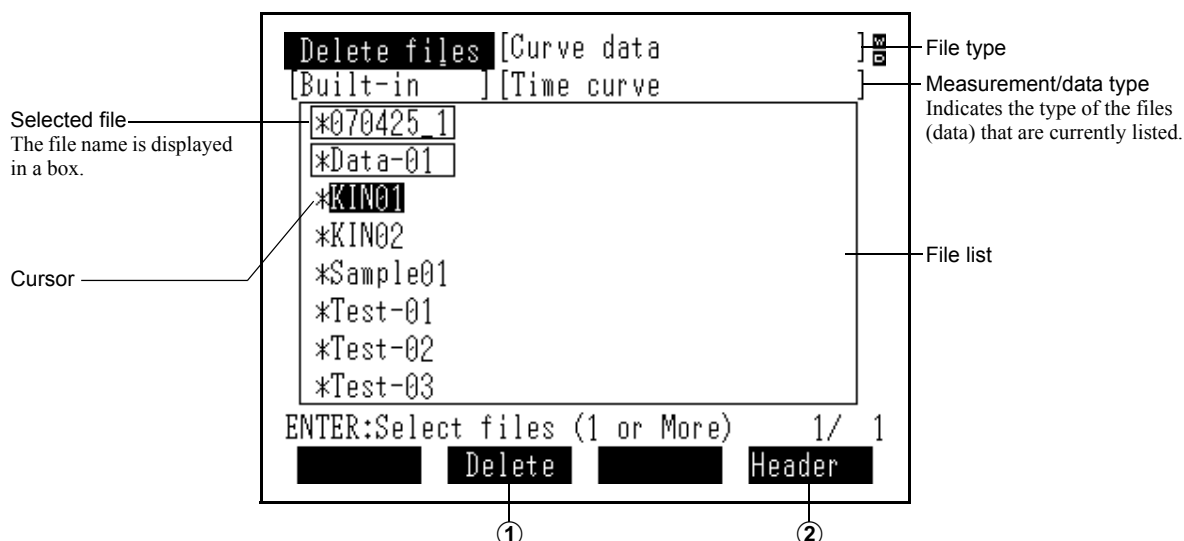 Delete files [Curve data ] W D
[Built-in ] [Time curve ]
*070425_1
*Data-01
*KIN01
*KIN02
*Sample01
*Test-01
*Test-02
*Test-03
ENTER:Select files (1 or More) 1/ 1
Delete Header
Selected file
The file name is displayed
in a box.
Cursor
File type
Measurement/data type
Indicates the type of the files
(data) that are currently listed.
File list
① ②